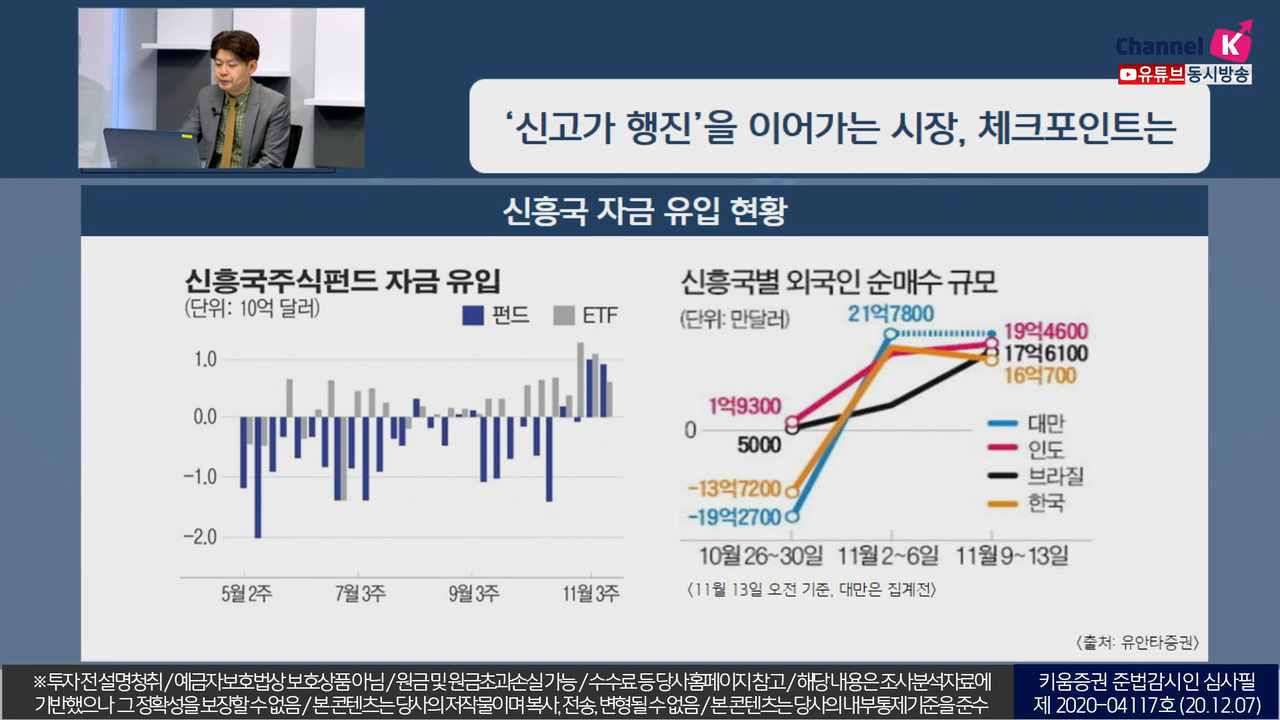 Channel K
유튜브동시방송
‘신고가 행진’을 이어가는 시장, 체크포인트는
신흥국 자금 유입 현황
신흥국주식펀드 자금 유입
(단위: 10억 달러)
펀드 ETF
1.0
0.0
-1.0
-2.0
5월 2주 7월 3주 9월 3주 11월 3주
신흥국별 외국인 순매수 규모
(단위: 만달러)
21억7800
19억4600
17억6100
16억700
1억9300
0
5000
-13억7200
-19억2700
대만
인도
브라질
한국
10월 26~30일 11월 2~6일 11월 9~13일
<11월 13일 오전 기준, 대만은 집계전>
<출처: 유안타증권>
※ 투자 전 설명청취 / 예금자보호법상 보호상품 아님 / 원금 및 원금초과손실 가능 / 수수료 등 당사홈페이지 참고 / 해당 내용은 조사분석자료에
기반했으나 그 정확성을 보장할 수 없음 / 본 콘텐츠는 당사의 저작물이며 복사, 전송, 변형될 수 없음 / 본 콘텐츠는 당사의 내부통제기준을 준수
키움증권 준법감시인 심사필
제 2020-04117호 (20.12.07)